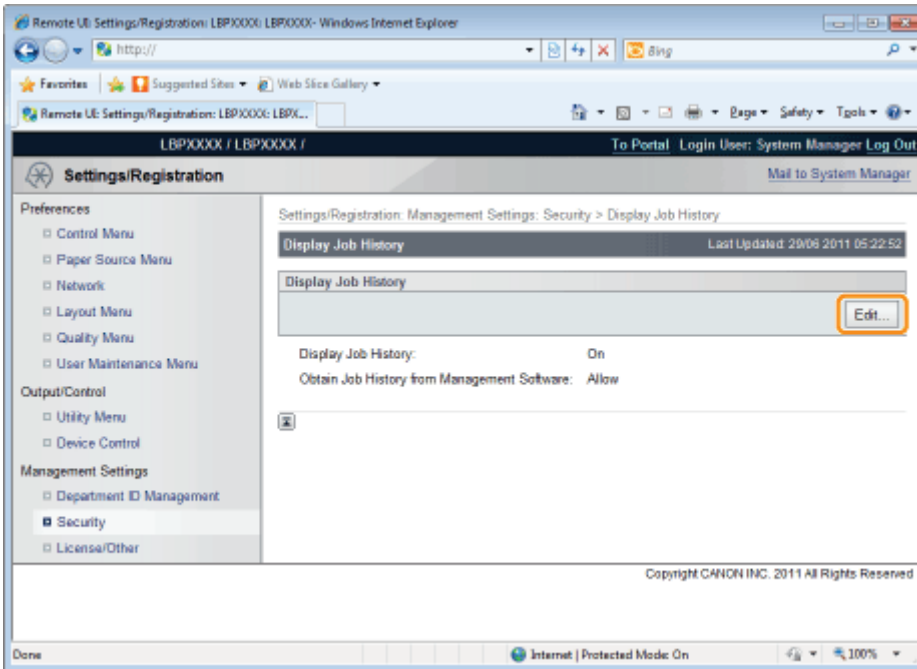 Remote UI: Settings/Registration: LBPXXXX: LBPXXXX- Windows Internet Explorer
http://
Bing
Favorites Suggested Sites Web Slice Gallery
Remote UI: Settings/Registration: LBPXXXX: LBPX...
Page Safety Tools
LBPXXXX / LBPXXXX /
To Portal Login User: System Manager Log Out
Settings/Registration
Mail to System Manager
Preferences
Control Menu
Paper Source Menu
Network
Layout Menu
Quality Menu
User Maintenance Menu
Output/Control
Utility Menu
Device Control
Management Settings
Department ID Management
Security
License/Other
Settings/Registration: Management Settings: Security > Display Job History
Display Job History Last Updated: 29/06 2011 05:22:52
Display Job History
Edit...
Display Job History: On
Obtain Job History from Management Software: Allow
Copyright CANON INC. 2011 All Rights Reserved
Done Internet | Protected Mode: On 100%